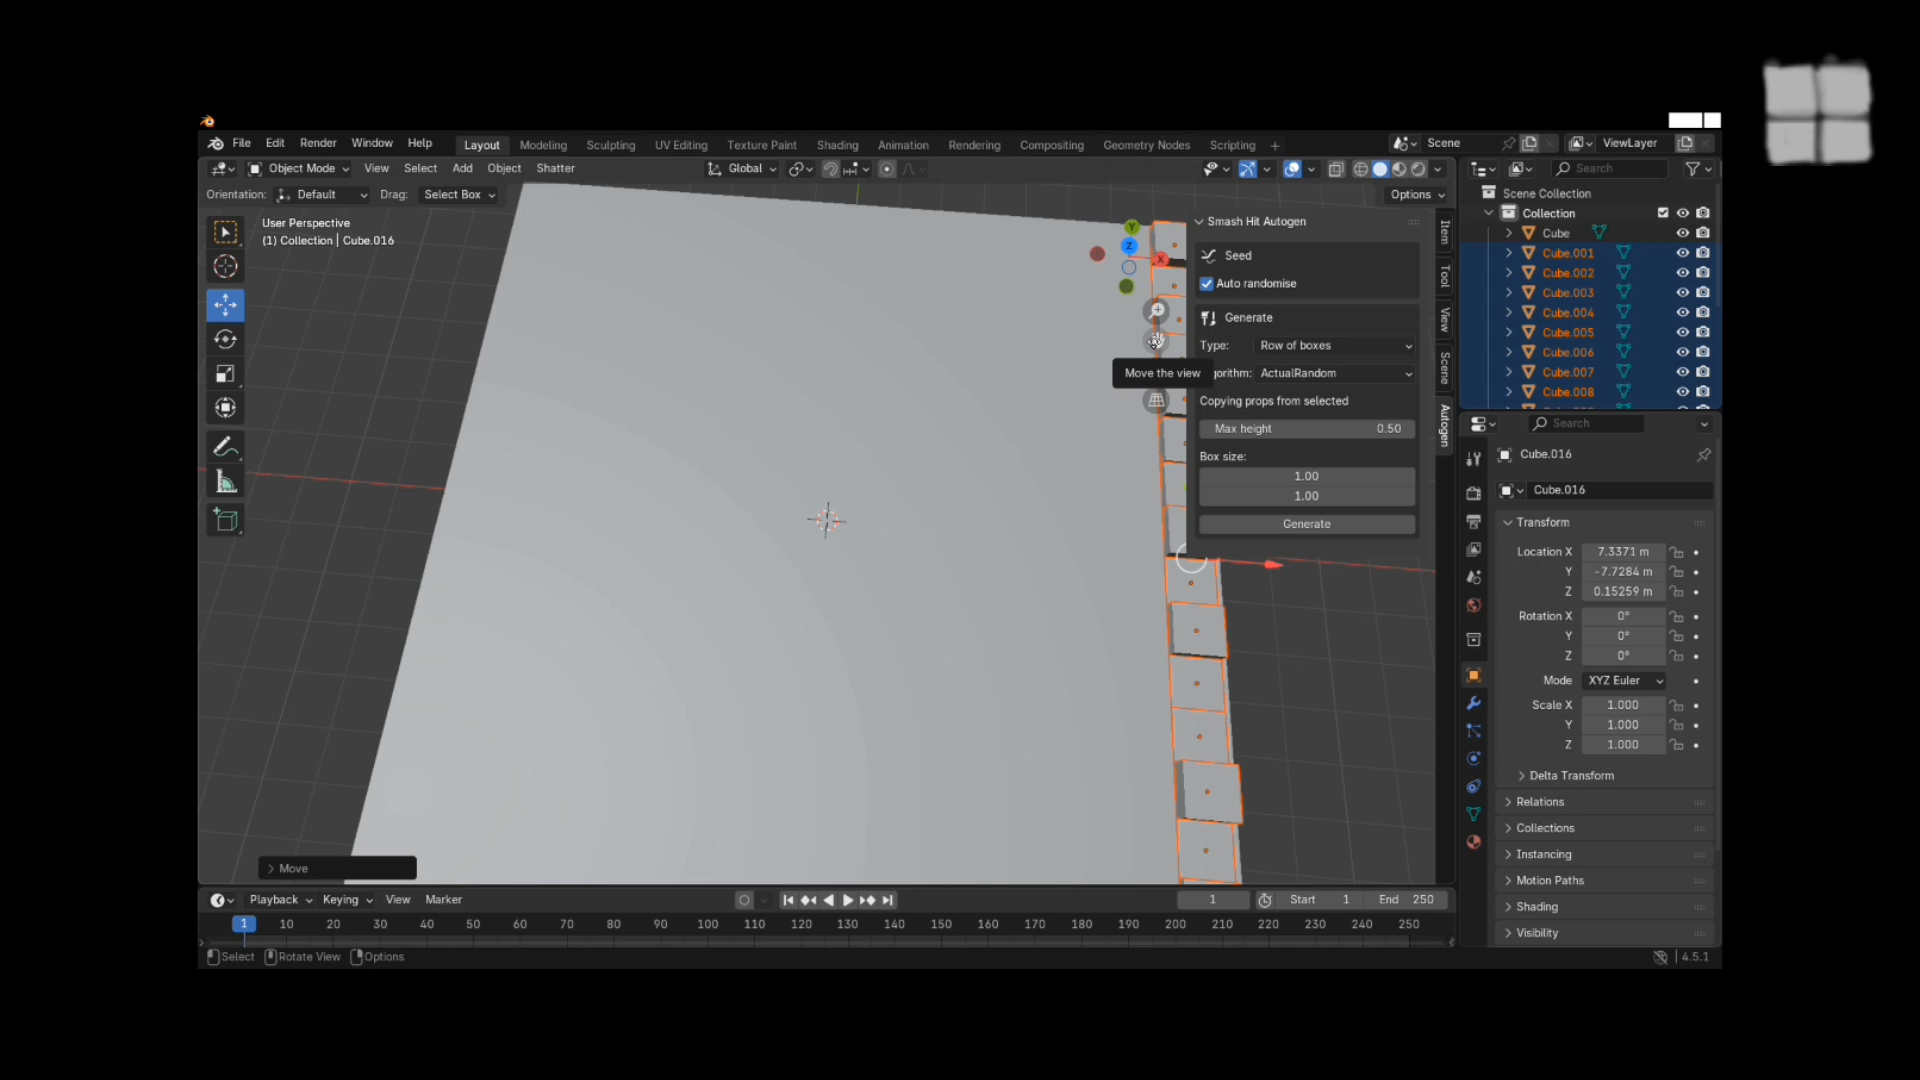 File Edit Render Window Help Layout Modeling Sculpting UV Editing Texture Paint Shading Animation Rendering Compositing Geometry Nodes Scripting + Scene ViewLayer
Object Mode View Select Add Object Shatter Global Search
Orientation: Default Drag: Select Box Options
User Perspective
(1) Collection | Cube.016
Y
Z
X
Smash Hit Autogen
Seed
Auto randomise
Generate
Type: Row of boxes
Move the view
gorithm: ActualRandom
Copying props from selected
Max height 0.50
Box size:
1.00
1.00
Generate
Item
Tool
View
Scene
Autogen
Scene Collection
Collection
Cube
Cube.001
Cube.002
Cube.003
Cube.004
Cube.005
Cube.006
Cube.007
Cube.008
Search
Cube.016
Cube.016
Transform
Location X 7.3371 m
Y -7.7284 m
Z 0.15259 m
Rotation X 0°
Y 0°
Z 0°
Mode XYZ Euler
Scale X 1.000
Y 1.000
Z 1.000
Delta Transform
Relations
Collections
Instancing
Motion Paths
Shading
Visibility
Move
Playback Keying View Marker 1 Start 1 End 250
1 10 20 30 40 50 60 70 80 90 100 110 120 130 140 150 160 170 180 190 200 210 220 230 240 250
Select Rotate View Options 4.5.1